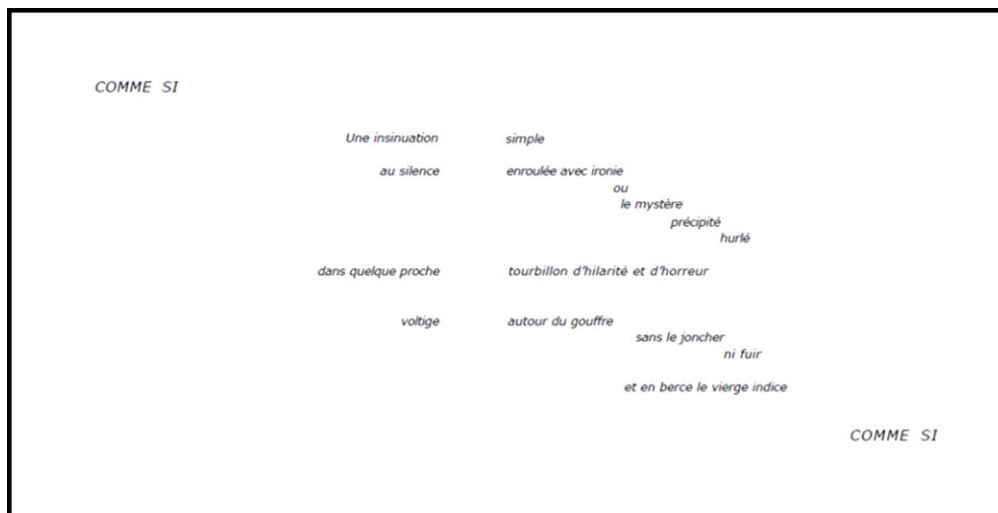 COMME SI
Une insinuation simple
au silence enroulée avec ironie
ou
le mystère
précipité
hurlé
dans quelque proche tourbillon d'hilarité et d'horreur
voltige autour du gouffre
sans le joncher
ni fuir
et en berce le vierge indice
COMME SI